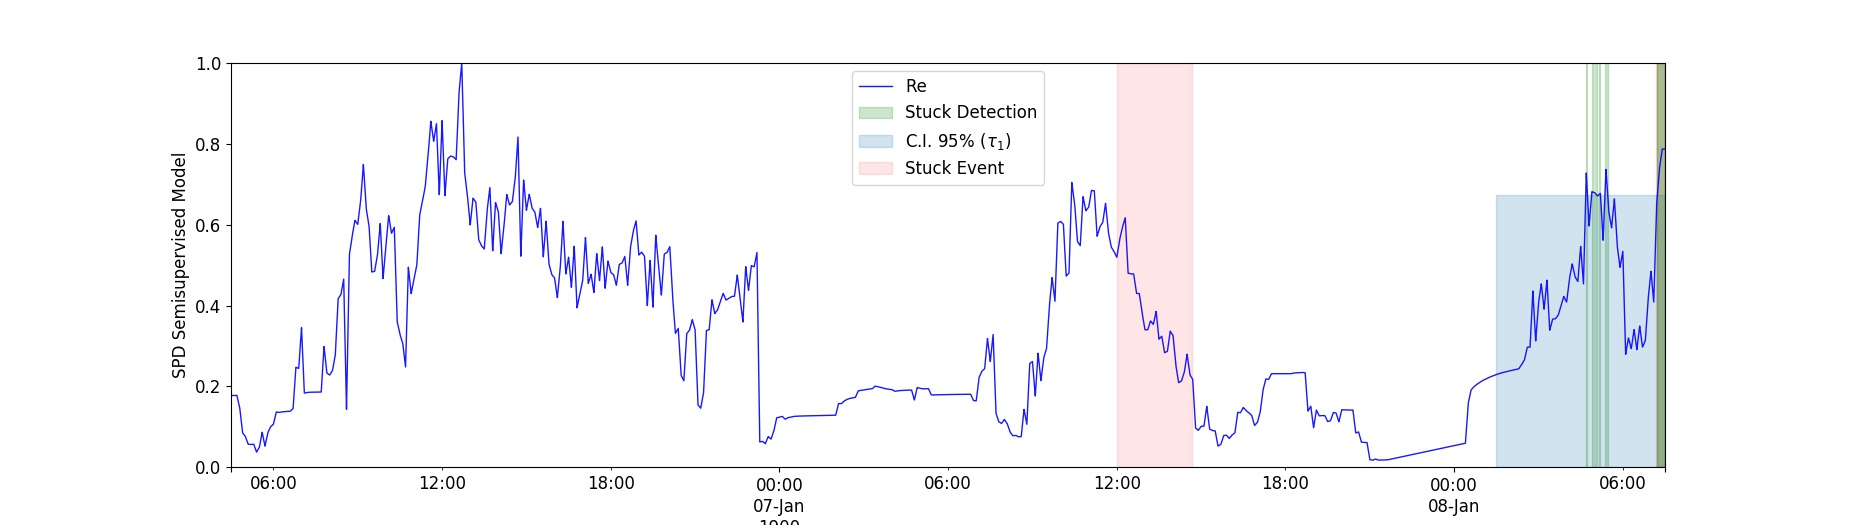 SPD Semisupervised Model
1.0
0.8
0.6
0.4
0.2
0.0
Re
Stuck Detection
C.I. 95% (τ₁)
Stuck Event
06:00 12:00 18:00 00:00 06:00 12:00 18:00 00:00 06:00
07-Jan 08-Jan
1900